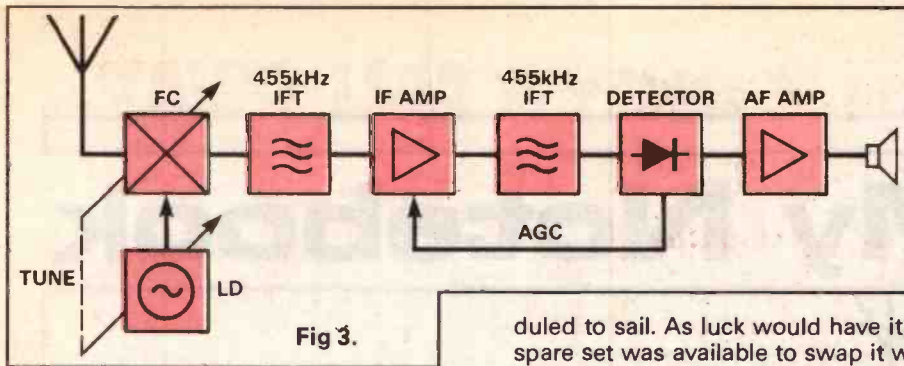 455kHz
IFT
455kHz
IFT
FC
IF AMP
DETECTOR
AF AMP
AGC
TUNE
LD
Fig 3.
duled to sail. As luck would have it
spare set was available to swap it w